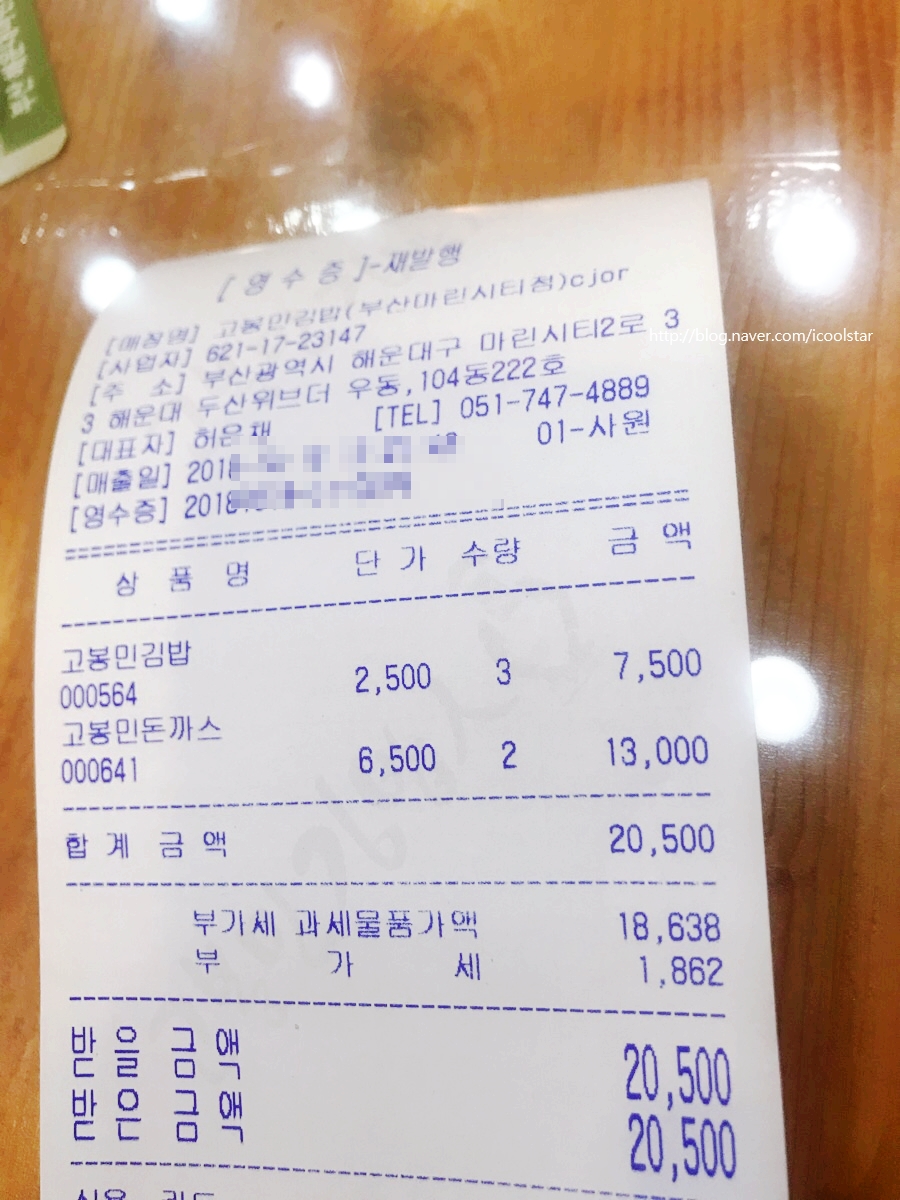 [ 영 수 증 ]-재발행
[매장명] 고봉민김밥(부산마린시티점)cjor
[사업자] 621-17-23147
[주 소] 부산광역시 해운대구 마린시티2로 3
3 해운대 두산위브더 우동,104동222호
[대표자] 허은채 [TEL] 051-747-4889
[매출일] 2018 01-사원
[영수증] 2018
상 품 명 단 가 수량 금 액
고봉민김밥
000564 2,500 3 7,500
고봉민돈까스
000641 6,500 2 13,000
합 계 금 액 20,500
부가세 과세물품가액 18,638
부 가 세 1,862
받 을 금 액 20,500
받 은 금 액 20,500
http://blog.naver.com/icoolstar